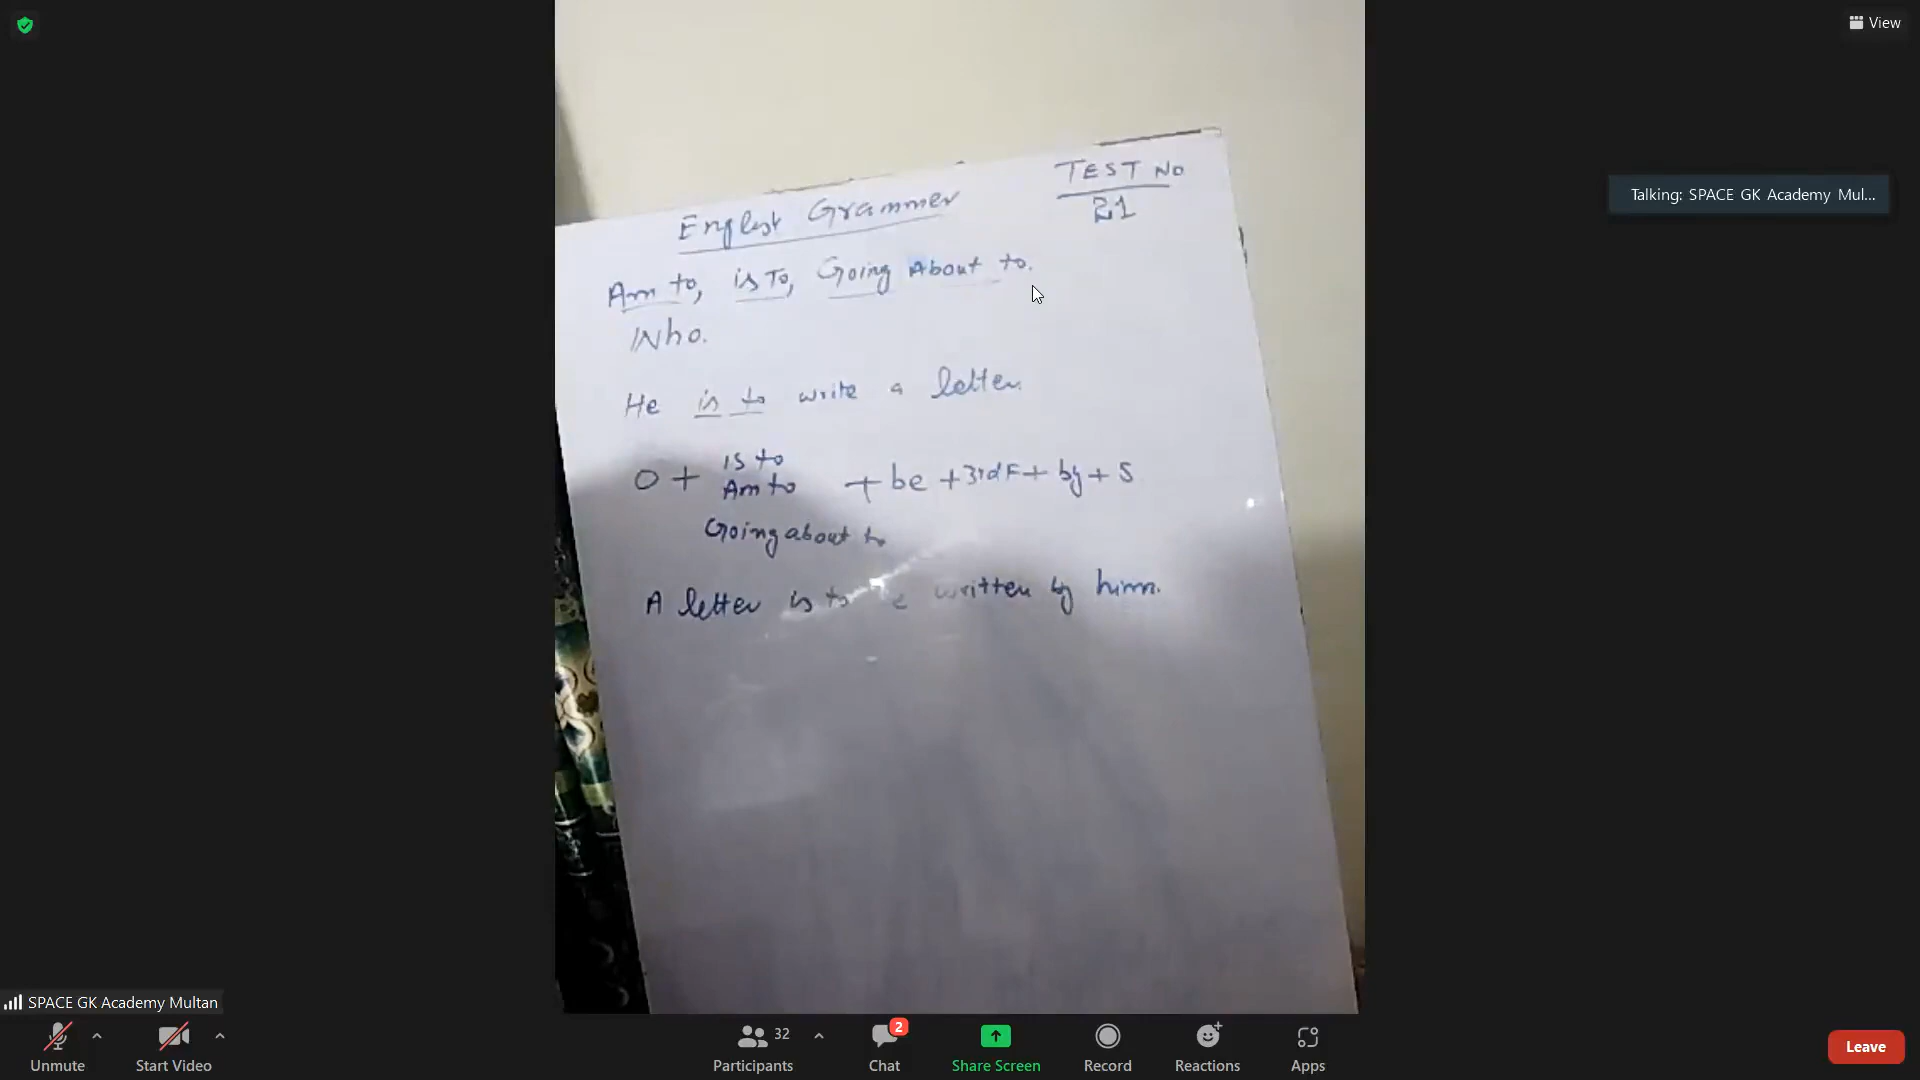 View
Talking: SPACE GK Academy Mul...
TEST NO
21
Grammer
Am to, is To, Going About to.
Who.
He is to write a letter.
O + is to
Am to
Going about to
+ be + 3rd F + by + S
A letter is to written by him.
SPACE GK Academy Multan
Unmute
Start Video
32
Participants
2
Chat
Share Screen
Record
Reactions
Apps
Leave